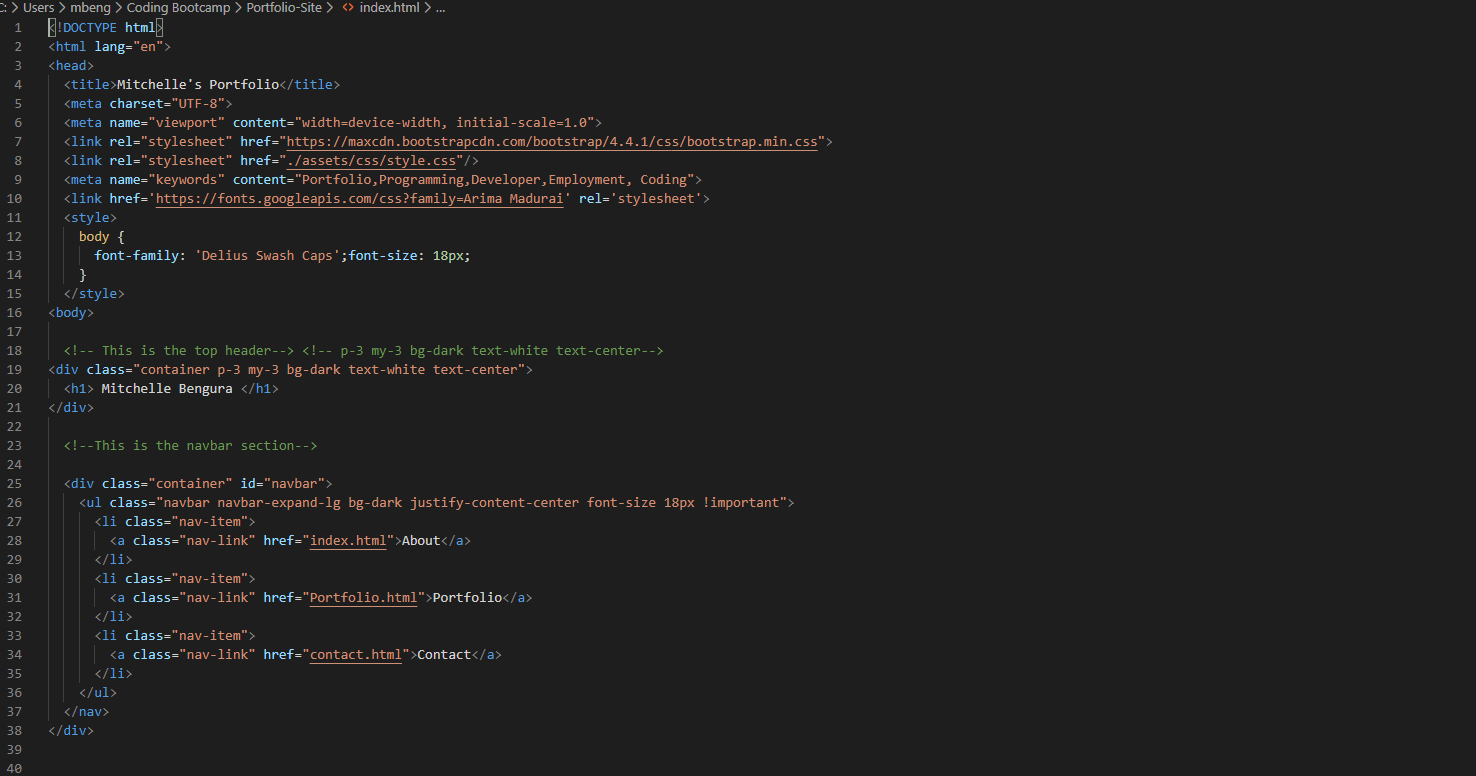 C: > Users > mbeng > Coding Bootcamp > Portfolio-Site > <> index.html > ...
1 <!DOCTYPE html>
2 <html lang="en">
3 <head>
4 <title>Mitchelle's Portfolio</title>
5 <meta charset="UTF-8">
6 <meta name="viewport" content="width=device-width, initial-scale=1.0">
7 <link rel="stylesheet" href="https://maxcdn.bootstrapcdn.com/bootstrap/4.4.1/css/bootstrap.min.css">
8 <link rel="stylesheet" href="./assets/css/style.css"/>
9 <meta name="keywords" content="Portfolio,Programming,Developer,Employment, Coding">
10 <link href='https://fonts.googleapis.com/css?family=Arima Madurai' rel='stylesheet'>
11 <style>
12 body {
13 font-family: 'Delius Swash Caps';font-size: 18px;
14 }
15 </style>
16 <body>
17
18 <!-- This is the top header--> <!-- p-3 my-3 bg-dark text-white text-center-->
19 <div class="container p-3 my-3 bg-dark text-white text-center">
20 <h1> Mitchelle Bengura </h1>
21 </div>
22
23 <!--This is the navbar section-->
24
25 <div class="container" id="navbar">
26 <ul class="navbar navbar-expand-lg bg-dark justify-content-center font-size 18px !important">
27 <li class="nav-item">
28 <a class="nav-link" href="index.html">About</a>
29 </li>
30 <li class="nav-item">
31 <a class="nav-link" href="Portfolio.html">Portfolio</a>
32 </li>
33 <li class="nav-item">
34 <a class="nav-link" href="contact.html">Contact</a>
35 </li>
36 </ul>
37 </nav>
38 </div>
39
40